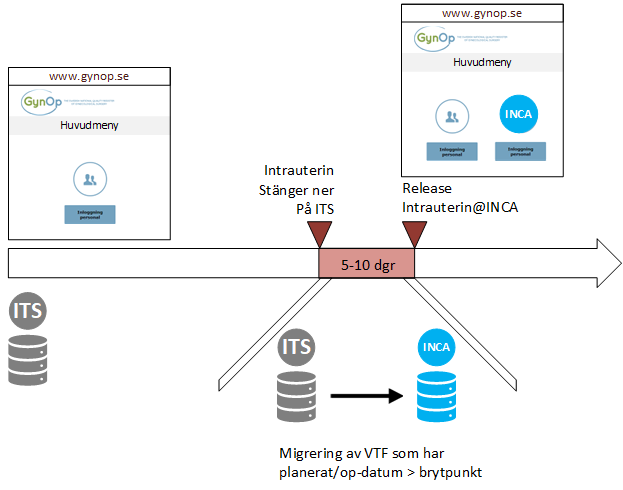 www.gynop.se
GynOp
Huvudmeny
Inloggning
personal
www.gynop.se
GynOp
Huvudmeny
INCA
Inloggning
personal
Inloggning
personal
Intrauterin
Stänger ner
På ITS
Release
Intrauterin@INCA
5-10 dgr
ITS
ITS
INCA
Migrering av VTF som har
planerat/op-datum > brytpunkt